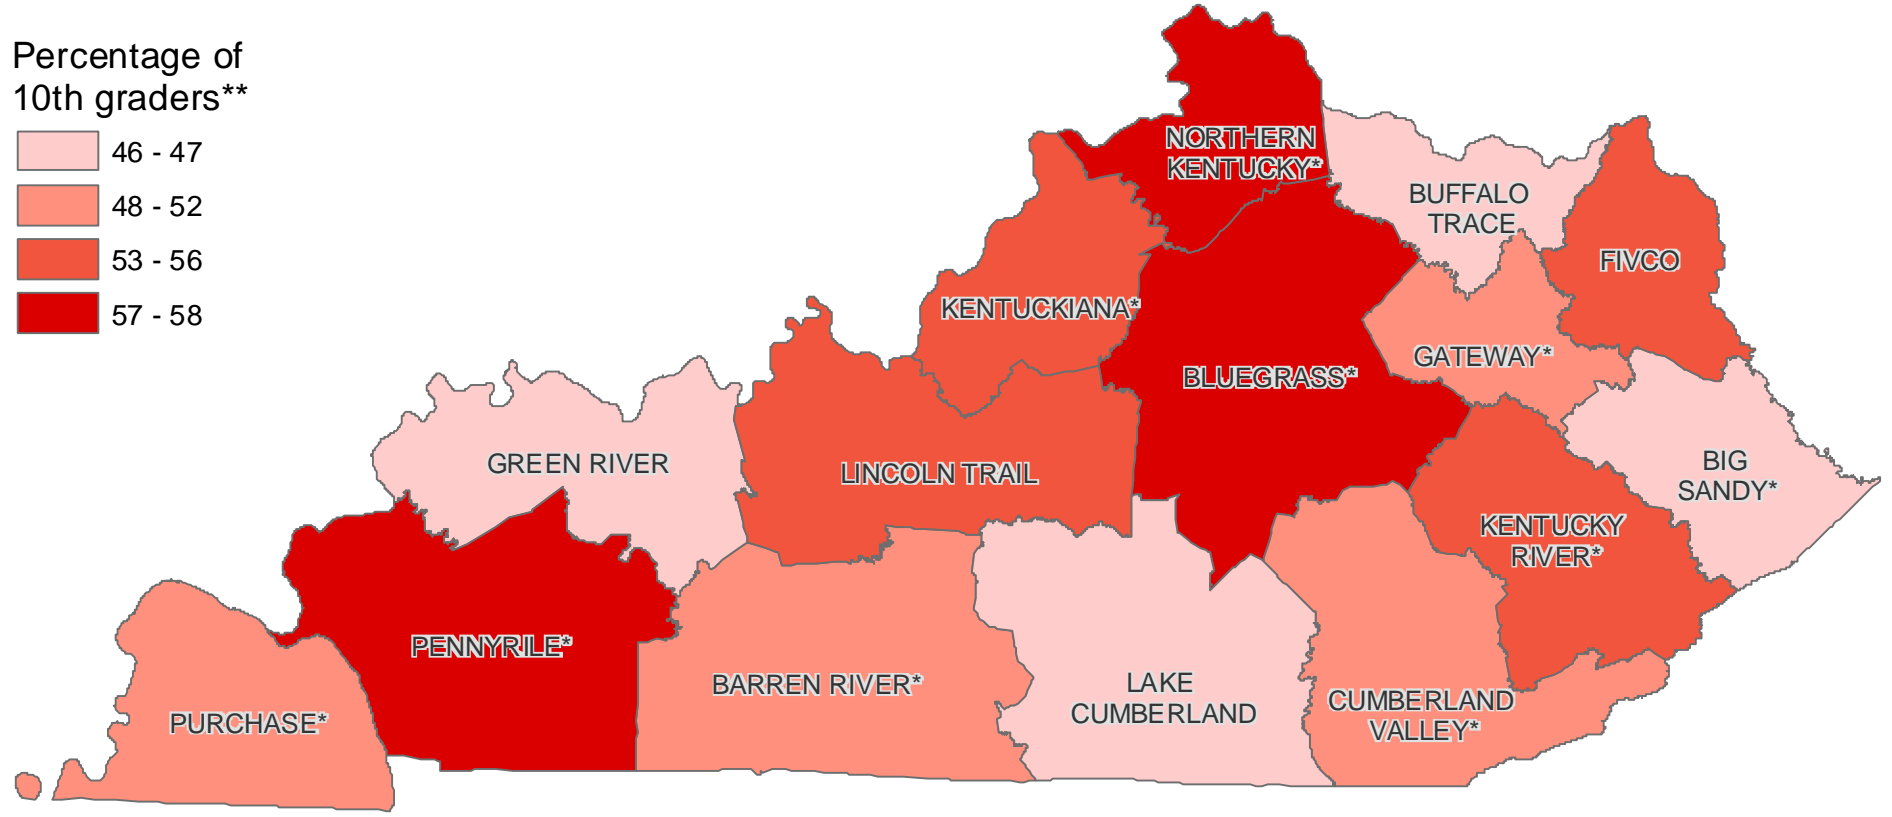 Percentage of
10th graders**
46 - 47
48 - 52
53 - 56
57 - 58
NORTHERN
KENTUCKY*
BUFFALO
TRACE
FIVCO
KENTUCKIANA*
GATEWAY*
BLUEGRASS*
GREEN RIVER
LINCOLN TRAIL
BIG
SANDY*
KENTUCKY
RIVER*
PENNYRILE*
BARREN RIVER*
LAKE
CUMBERLAND
CUMBERLAND
VALLEY*
PURCHASE*